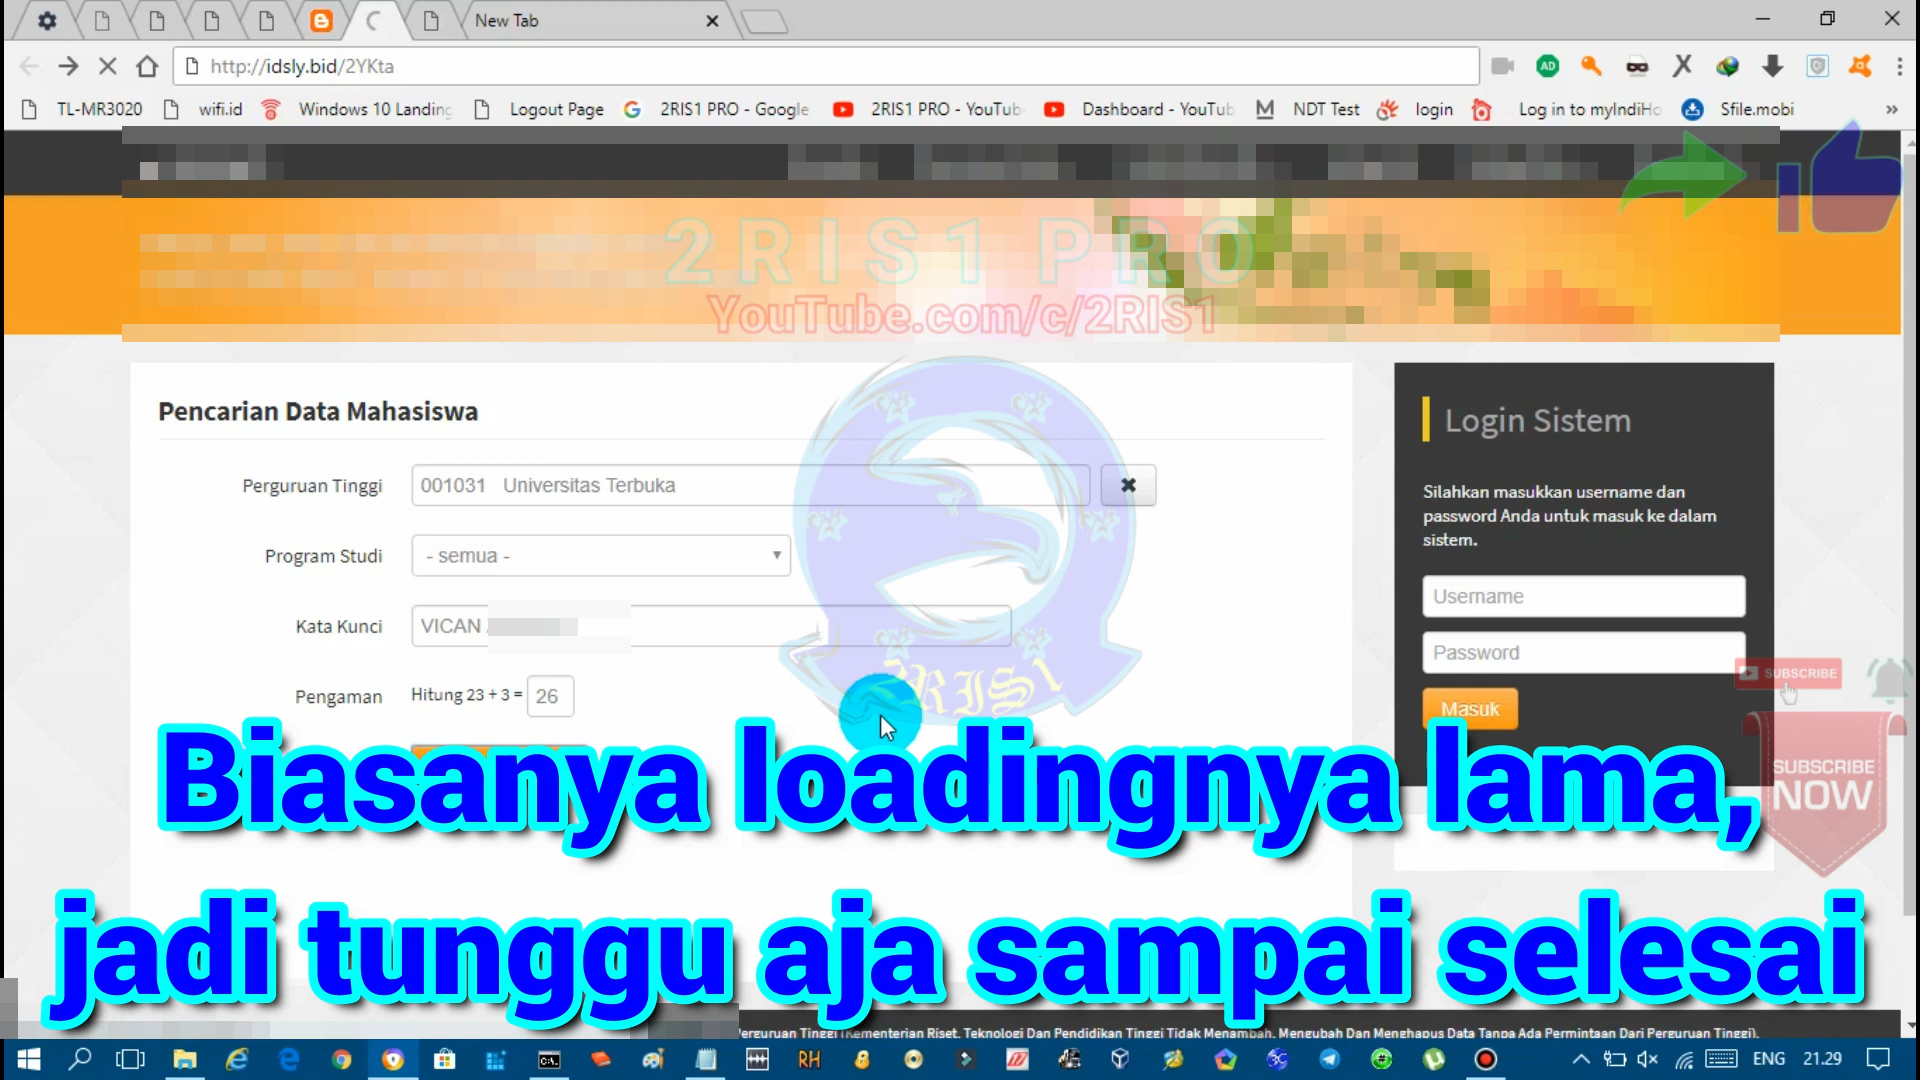 New Tab
http://idsly.bid/2YKta
TL-MR3020 wifi.id Windows 10 Landing Logout Page 2RIS1 PRO - Google 2RIS1 PRO - YouTub Dashboard - YouTub NDT Test login Log in to myIndiHo Sfile.mobi »
2RIS1 PRO
YouTube.com/c/2RIS1
Pencarian Data Mahasiswa
Perguruan Tinggi 001031 Universitas Terbuka
Program Studi - semua -
Kata Kunci VICAN
Pengaman Hitung 23 + 3 = 26
2RIS1
Login Sistem
Silahkan masukkan username dan
password Anda untuk masuk ke dalam
sistem.
Username
Password
Masuk
SUBSCRIBE
SUBSCRIBE
NOW
Biasanya loadingnya lama,
jadi tunggu aja sampai selesai
Perguruan Tinggi (Kementerian Riset, Teknologi Dan Pendidikan Tinggi Tidak Menambah, Mengubah Dan Menghapus Data Tanpa Ada Permintaan Dari Perguruan Tinggi).
RH ENG 21.29